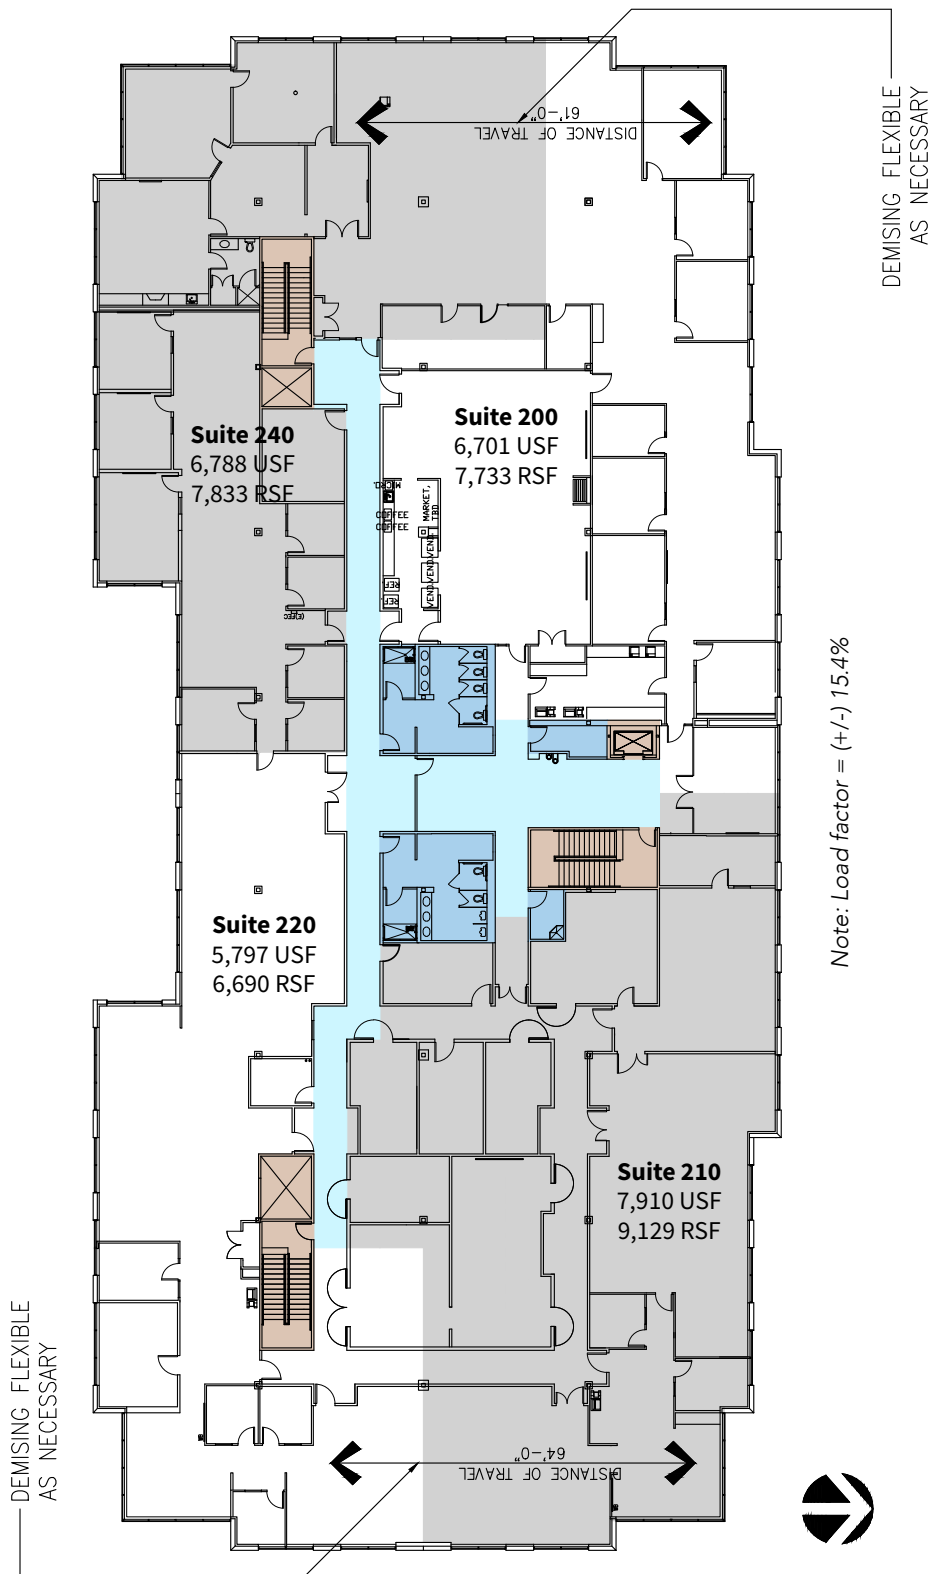 DEMISING FLEXIBLE
AS NECESSARY
61'-0"
DISTANCE OF TRAVEL
Suite 200
6,701 USF
7,733 RSF
Suite 240
6,788 USF
7,833 RSF
MICRO.
COFFEE
COFFEE
MARKET,
TBD
VEND.
VEND.
VEND.
REF.
REF.
Note: Load factor = (+/-) 15.4%
Suite 220
5,797 USF
6,690 RSF
Suite 210
7,910 USF
9,129 RSF
DEMISING FLEXIBLE
AS NECESSARY
64'-0"
DISTANCE OF TRAVEL